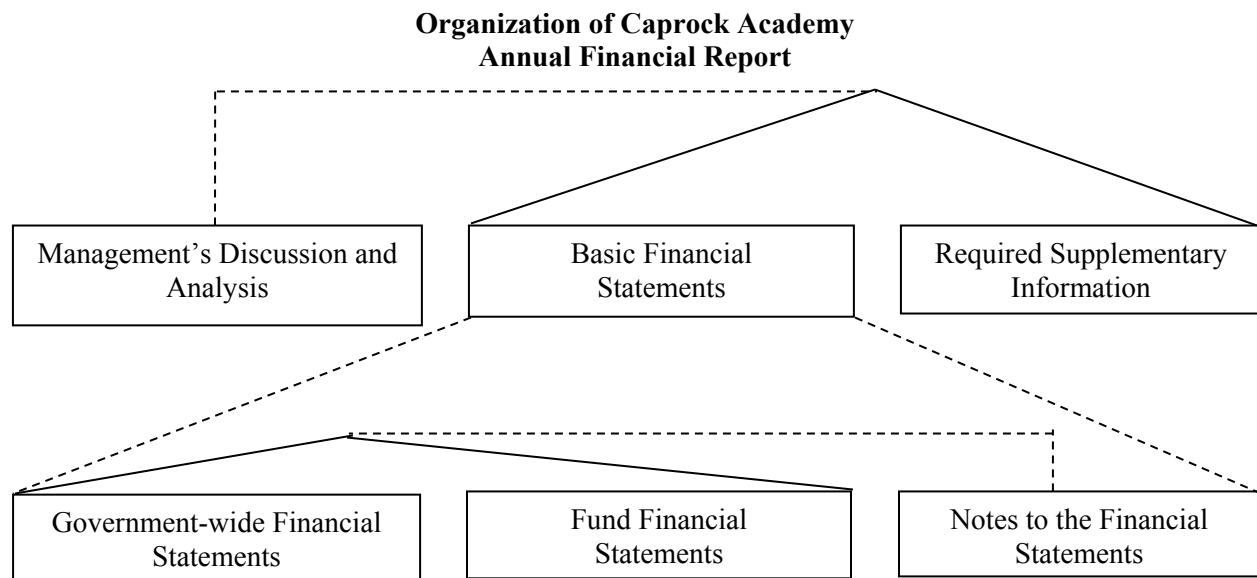 Organization of Caprock Academy
Annual Financial Report
Management’s Discussion and
Analysis
Basic Financial
Statements
Required Supplementary
Information
Government-wide Financial
Statements
Fund Financial
Statements
Notes to the Financial
Statements